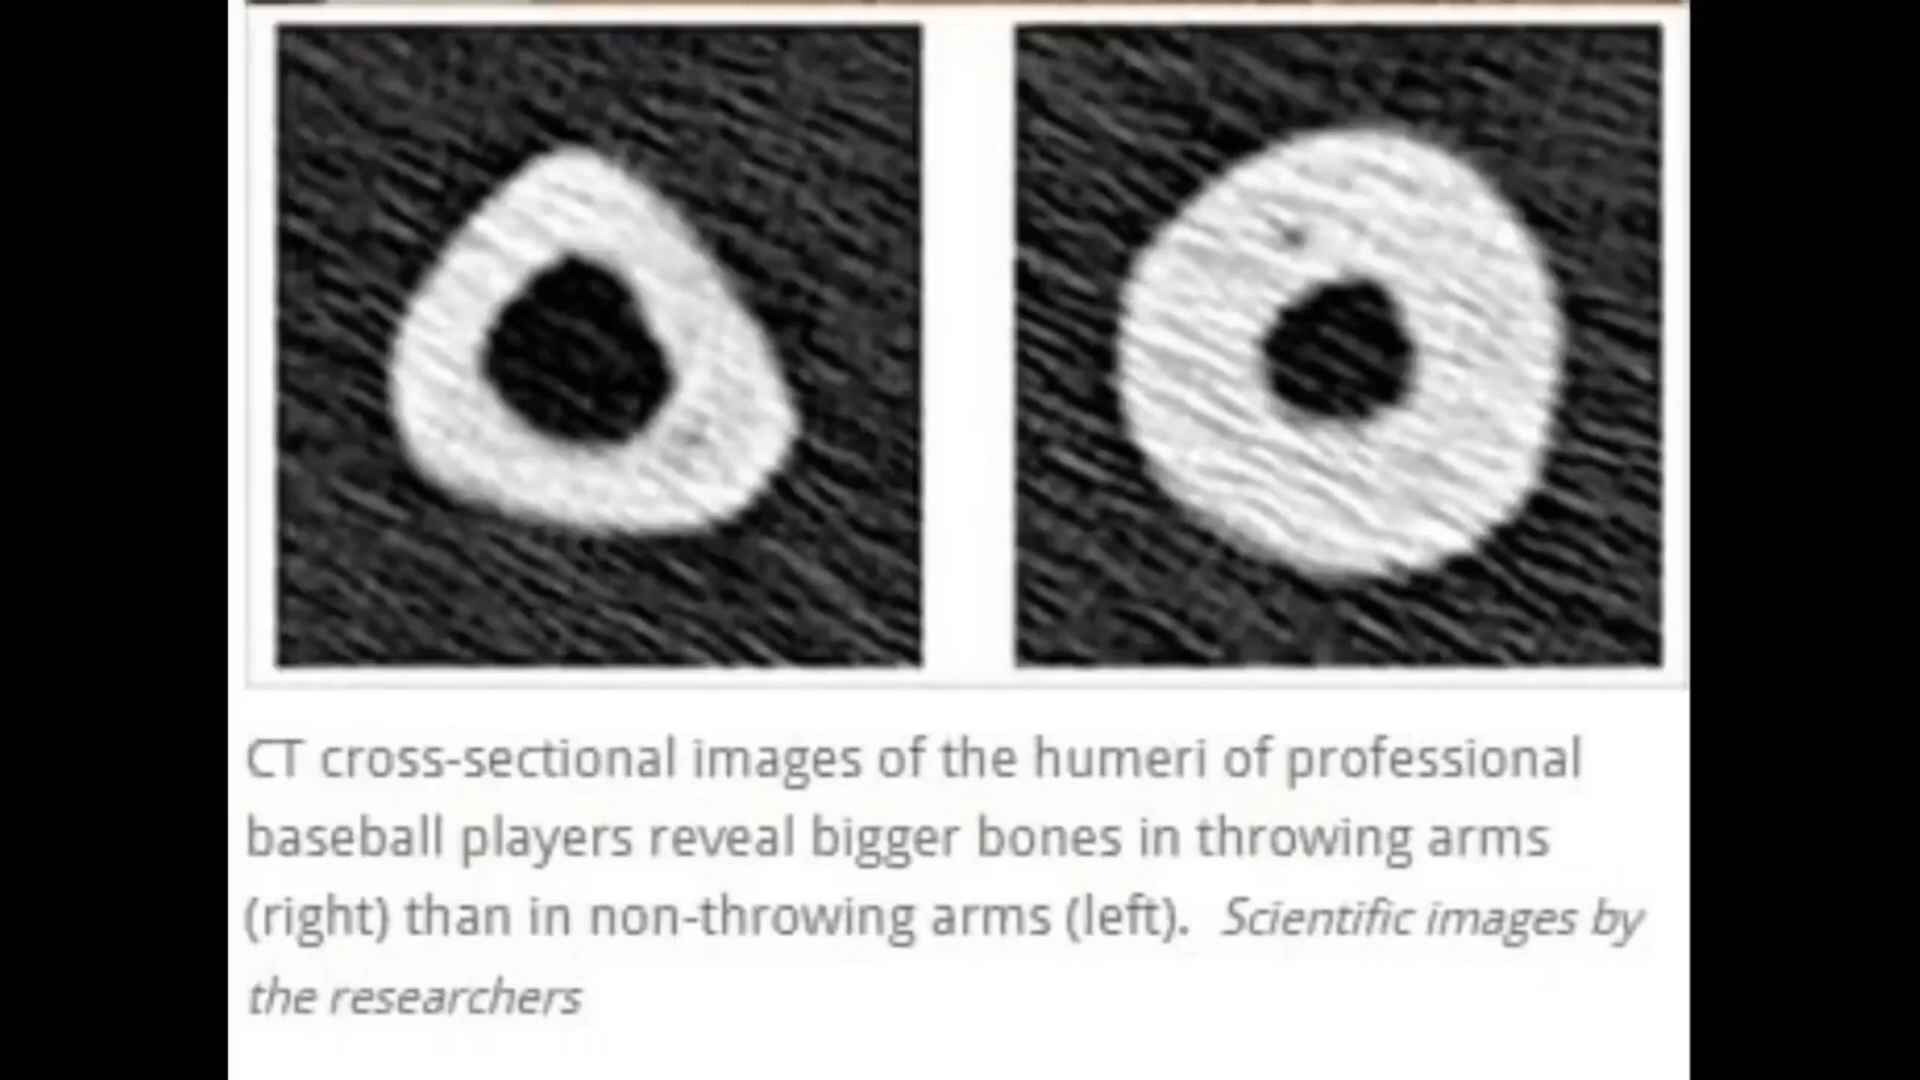 CT cross-sectional images of the humeri of professional
baseball players reveal bigger bones in throwing arms
(right) than in non-throwing arms (left). Scientific images by
the researchers